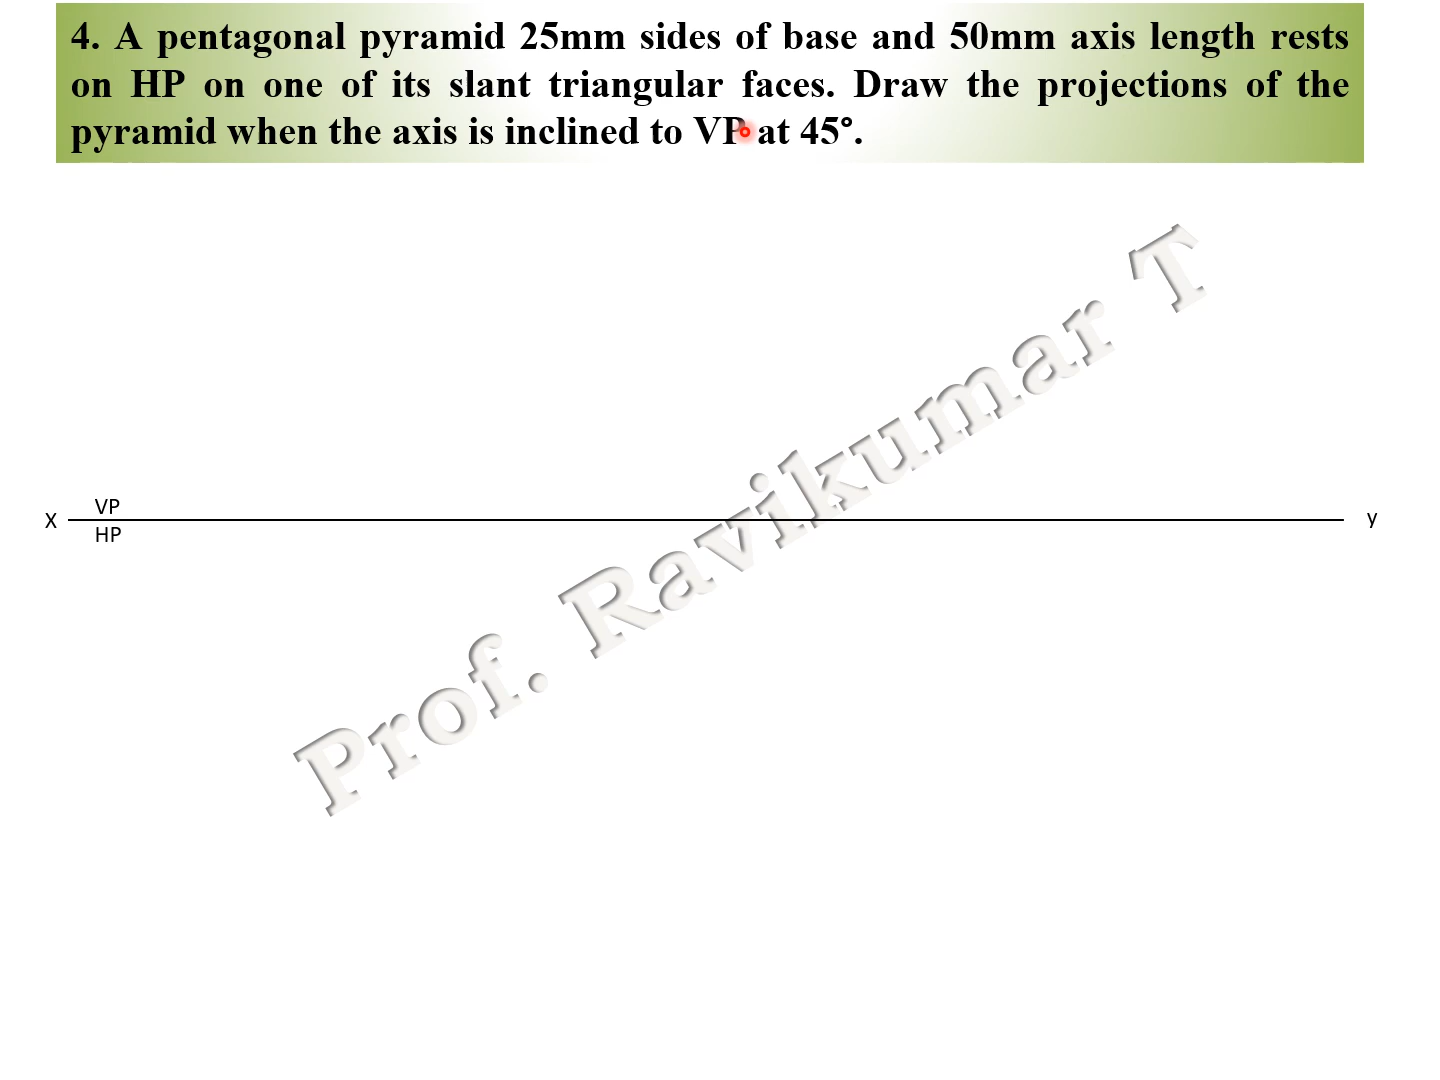 4. A pentagonal pyramid 25mm sides of base and 50mm axis length rests
on HP on one of its slant triangular faces. Draw the projections of the
pyramid when the axis is inclined to VP at 45°.
Prof. Ravikumar T
VP
X y
HP